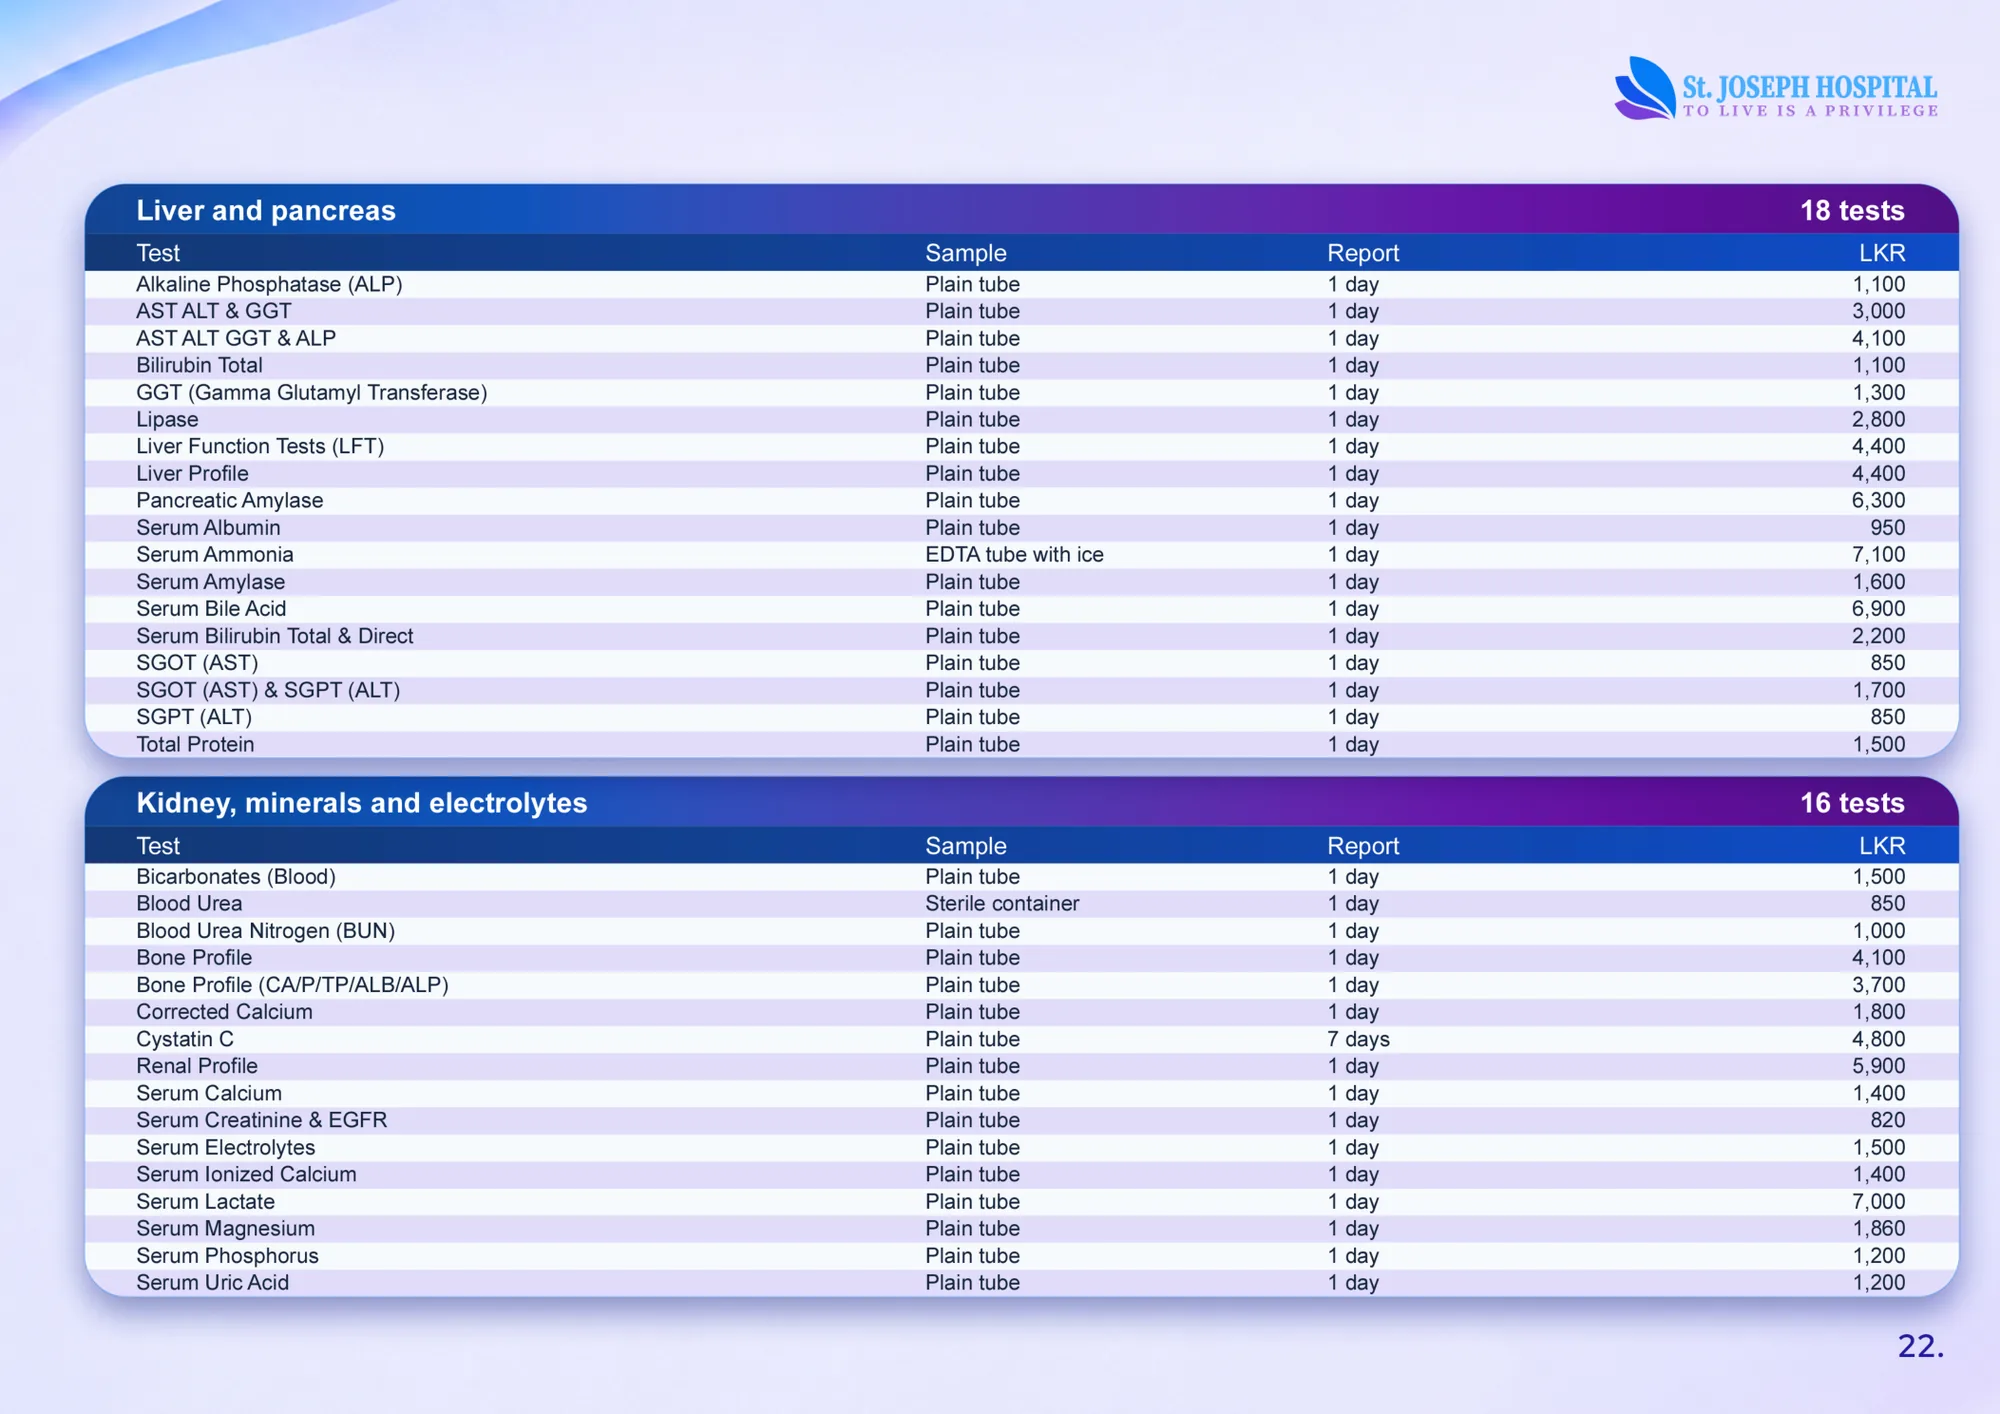 St. JOSEPH HOSPITAL
TO LIVE IS A PRIVILEGE
Liver and pancreas 18 tests
Test Sample Report LKR
Alkaline Phosphatase (ALP) Plain tube 1 day 1,100
AST ALT & GGT Plain tube 1 day 3,000
AST ALT GGT & ALP Plain tube 1 day 4,100
Bilirubin Total Plain tube 1 day 1,100
GGT (Gamma Glutamyl Transferase) Plain tube 1 day 1,300
Lipase Plain tube 1 day 2,800
Liver Function Tests (LFT) Plain tube 1 day 4,400
Liver Profile Plain tube 1 day 4,400
Pancreatic Amylase Plain tube 1 day 6,300
Serum Albumin Plain tube 1 day 950
Serum Ammonia EDTA tube with ice 1 day 7,100
Serum Amylase Plain tube 1 day 1,600
Serum Bile Acid Plain tube 1 day 6,900
Serum Bilirubin Total & Direct Plain tube 1 day 2,200
SGOT (AST) Plain tube 1 day 850
SGOT (AST) & SGPT (ALT) Plain tube 1 day 1,700
SGPT (ALT) Plain tube 1 day 850
Total Protein Plain tube 1 day 1,500
Kidney, minerals and electrolytes 16 tests
Test Sample Report LKR
Bicarbonates (Blood) Plain tube 1 day 1,500
Blood Urea Sterile container 1 day 850
Blood Urea Nitrogen (BUN) Plain tube 1 day 1,000
Bone Profile Plain tube 1 day 4,100
Bone Profile (CA/P/TP/ALB/ALP) Plain tube 1 day 3,700
Corrected Calcium Plain tube 1 day 1,800
Cystatin C Plain tube 7 days 4,800
Renal Profile Plain tube 1 day 5,900
Serum Calcium Plain tube 1 day 1,400
Serum Creatinine & EGFR Plain tube 1 day 820
Serum Electrolytes Plain tube 1 day 1,500
Serum Ionized Calcium Plain tube 1 day 1,400
Serum Lactate Plain tube 1 day 7,000
Serum Magnesium Plain tube 1 day 1,860
Serum Phosphorus Plain tube 1 day 1,200
Serum Uric Acid Plain tube 1 day 1,200
22.